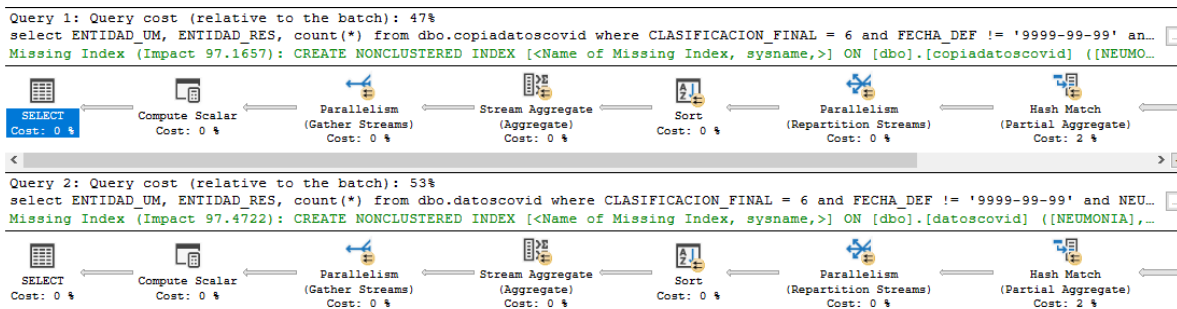 Query 1: Query cost (relative to the batch): 47%
select ENTIDAD_UM, ENTIDAD_RES, count(*) from dbo.copiadatoscovid where CLASIFICACION_FINAL = 6 and FECHA_DEF != '9999-99-99' an…
Missing Index (Impact 97.1657): CREATE NONCLUSTERED INDEX [<Name of Missing Index, sysname,>] ON [dbo].[copiadatoscovid] ([NEUMO…
SELECT
Cost: 0 %
Compute Scalar
Cost: 0 %
Parallelism
(Gather Streams)
Cost: 0 %
Stream Aggregate
(Aggregate)
Cost: 0 %
Sort
Cost: 0 %
Parallelism
(Repartition Streams)
Cost: 0 %
Hash Match
(Partial Aggregate)
Cost: 2 %
Query 2: Query cost (relative to the batch): 53%
select ENTIDAD_UM, ENTIDAD_RES, count(*) from dbo.datoscovid where CLASIFICACION_FINAL = 6 and FECHA_DEF != '9999-99-99' and NEU…
Missing Index (Impact 97.4722): CREATE NONCLUSTERED INDEX [<Name of Missing Index, sysname,>] ON [dbo].[datoscovid] ([NEUMONIA],…
SELECT
Cost: 0 %
Compute Scalar
Cost: 0 %
Parallelism
(Gather Streams)
Cost: 0 %
Stream Aggregate
(Aggregate)
Cost: 0 %
Sort
Cost: 0 %
Parallelism
(Repartition Streams)
Cost: 0 %
Hash Match
(Partial Aggregate)
Cost: 2 %